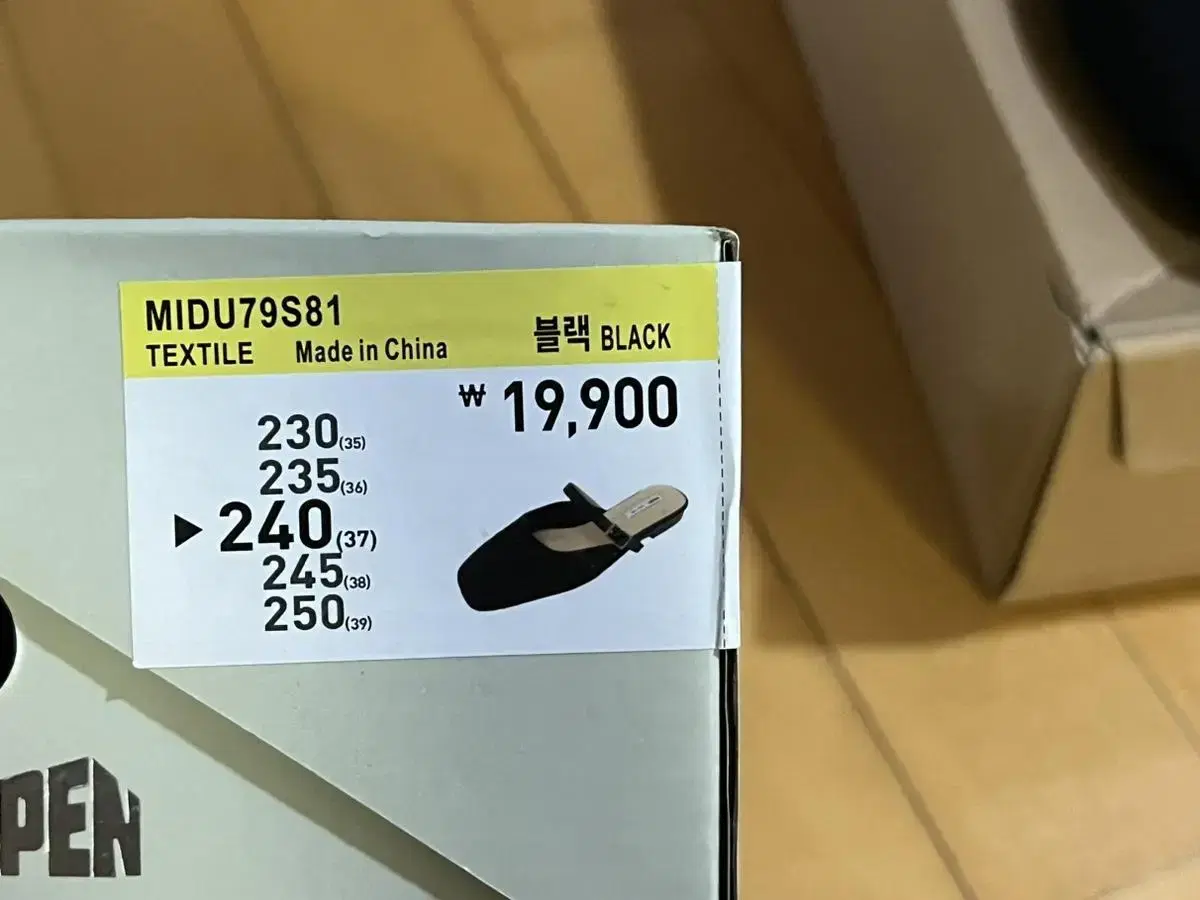 MIDU79S81
TEXTILE Made in China 블랙 BLACK
₩ 19,900
230(35)
235(36)
▶ 240(37)
245(38)
250(39)
PEN